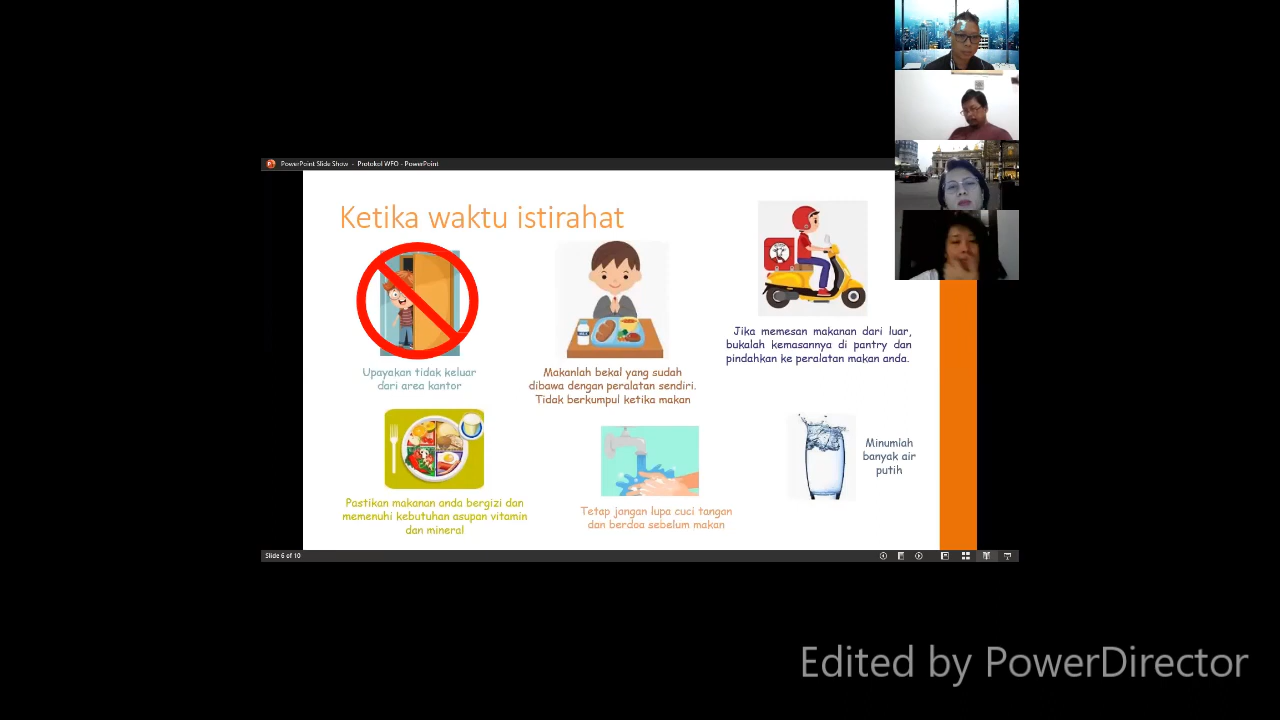 PowerPoint Slide Show - Protokol WFO - PowerPoint
Ketika waktu istirahat
Upayakan tidak keluar
dari area kantor
Makanlah bekal yang sudah
dibawa dengan peralatan sendiri.
Tidak berkumpul ketika makan
Jika memesan makanan dari luar,
bukalah kemasannya di pantry dan
pindahkan ke peralatan makan anda.
Pastikan makanan anda bergizi dan
memenuhi kebutuhan asupan vitamin
dan mineral
Tetap jangan lupa cuci tangan
dan berdoa sebelum makan
Minumlah
banyak air
putih
Slide 6 of 10
Edited by PowerDirector